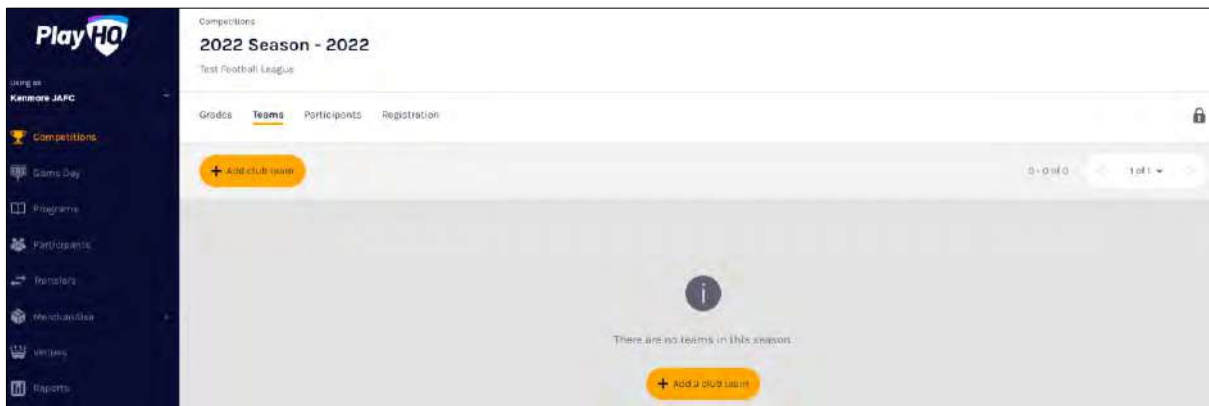 PlayHQ
Using as
Kenmore JAFC
Competitions
Game Day
Programs
Participants
Transfers
Merchandise
Venues
Reports
Competitions
2022 Season - 2022
Test Football League
Grades Teams Participants Registration
+ Add club team
0 - 0 of 0
1 of 1
i
There are no teams in this season
+ Add a club team